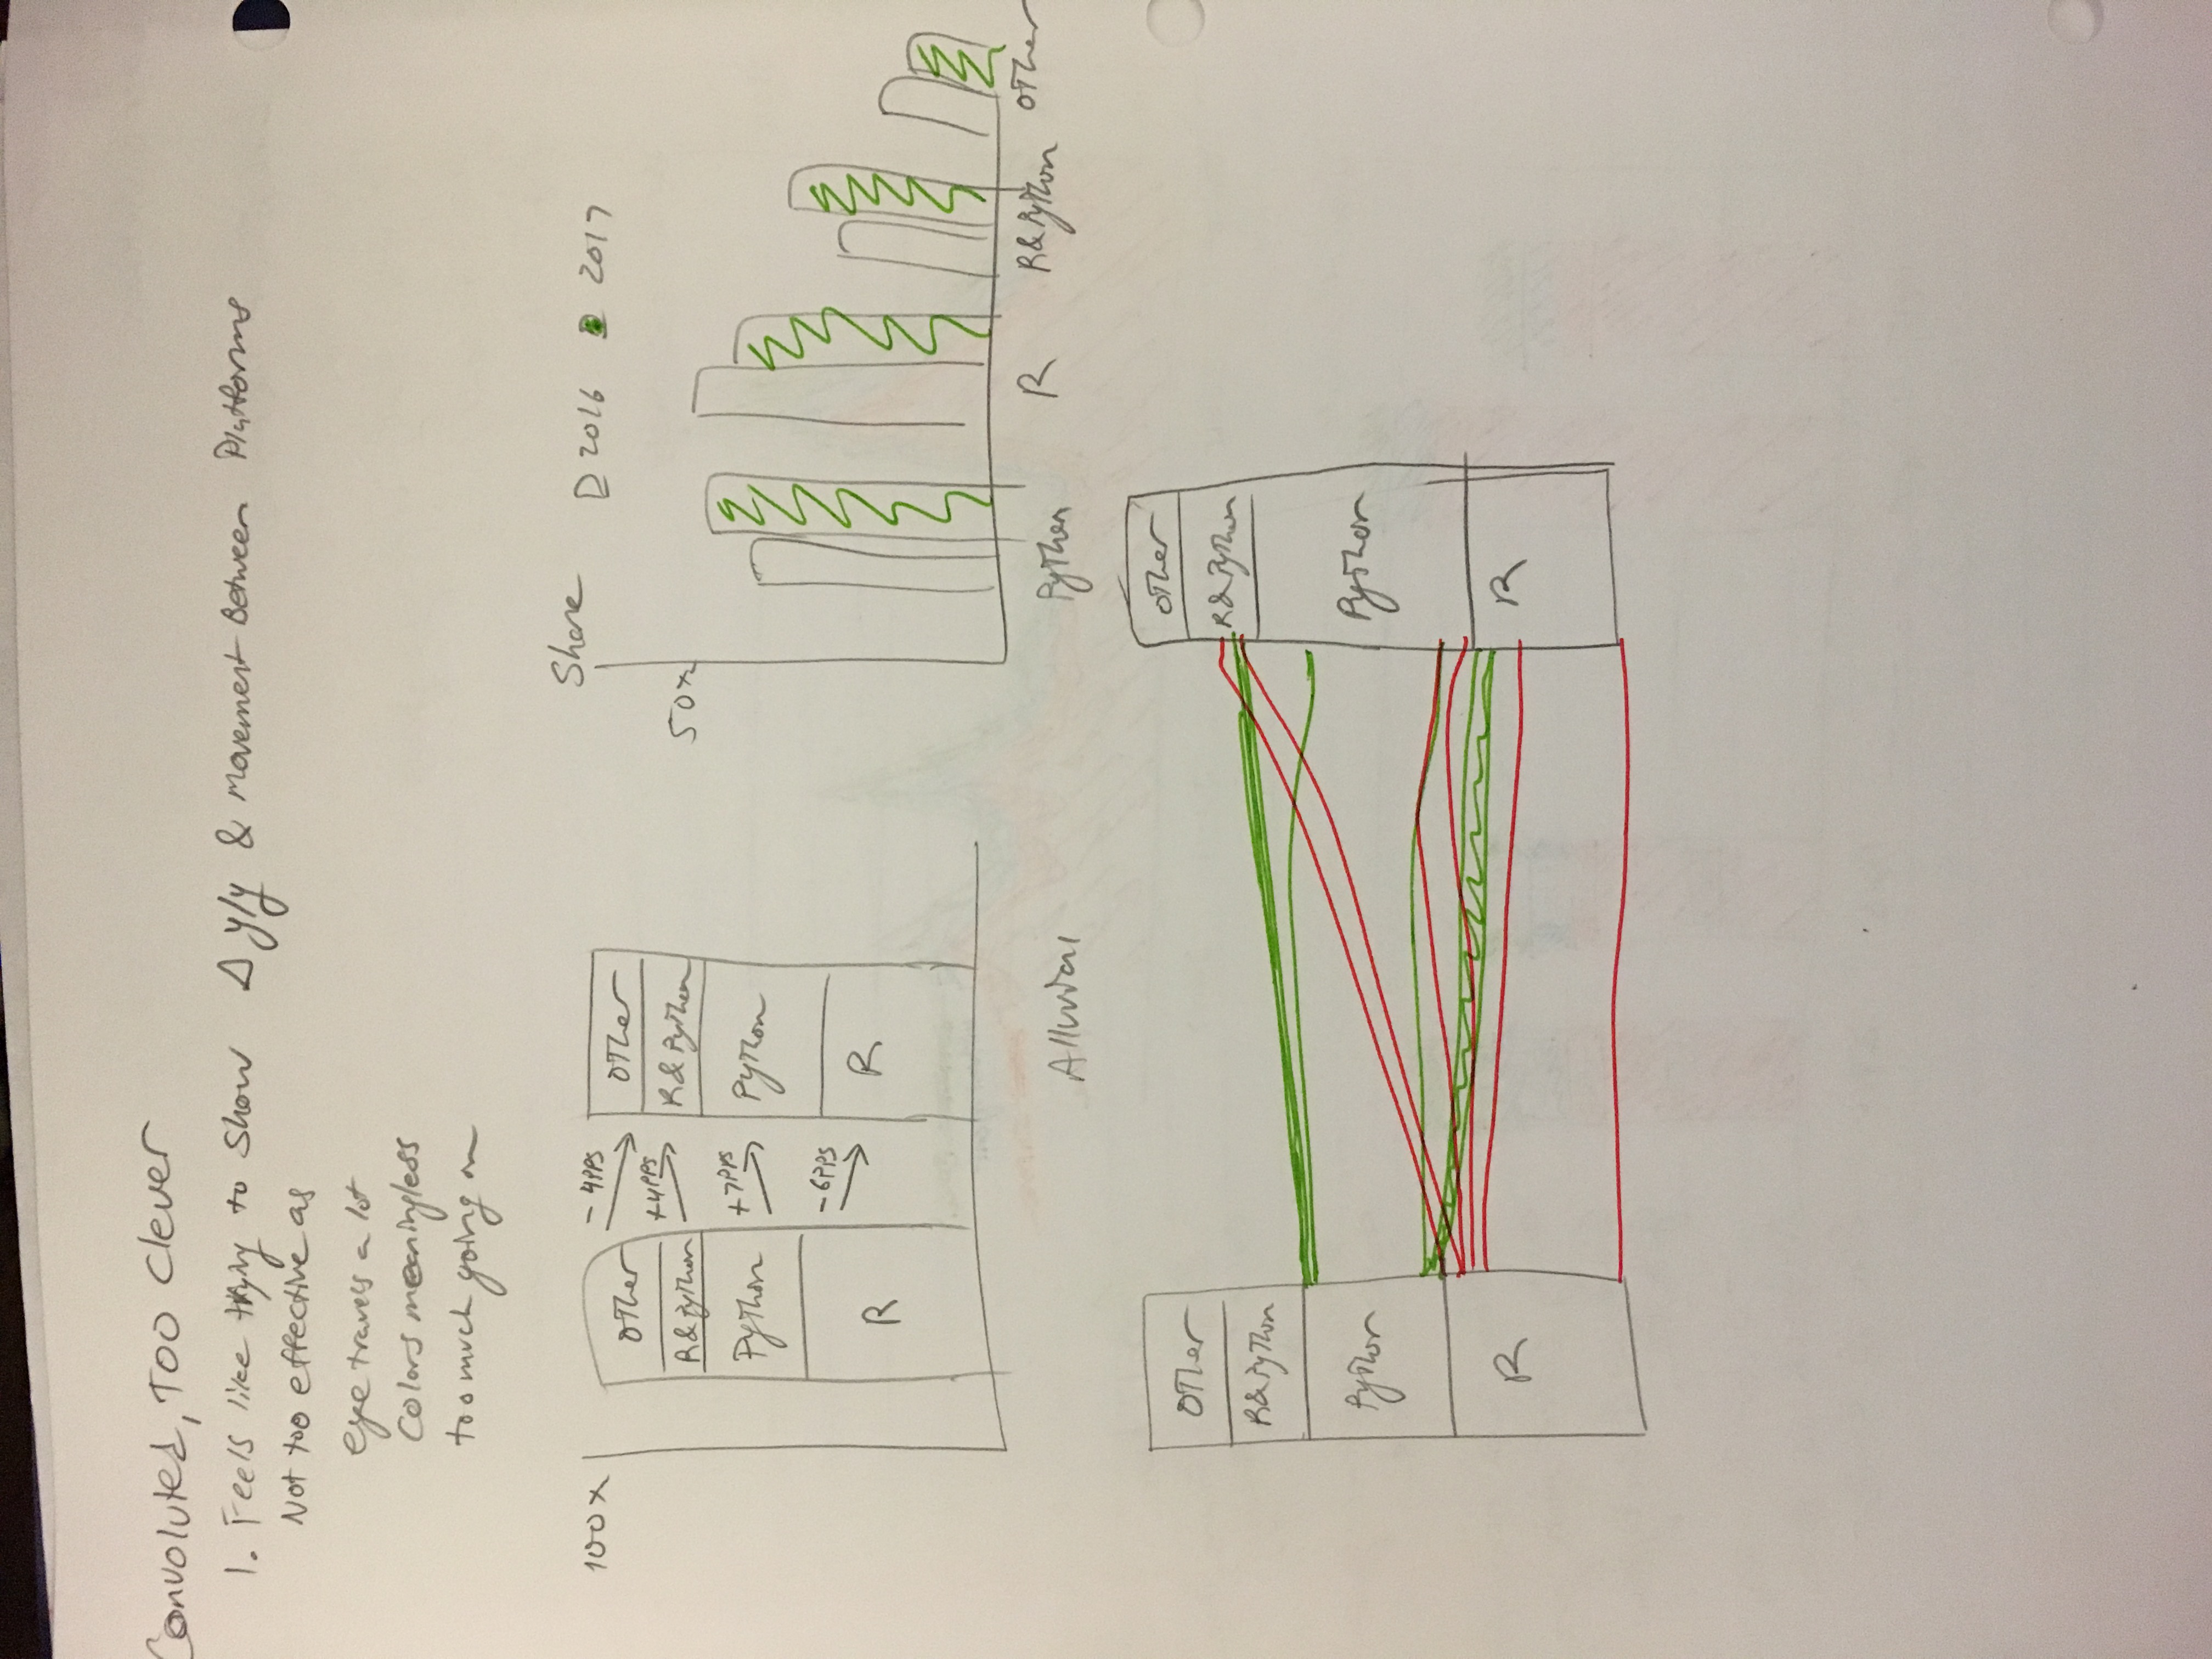 Convoluted, Too Clever
1. Feels like trying to Show Δ y/y & movement Between Platforms
Not too effective as
eye travels a lot
Colors meaningless
too much going on
100%
Other
R&Python
Python
R
- 4PPS
+4PPS
+7PPS
- 6PPS
Other
R&Python
Python
R
Share
2016
2017
50%
Python
R
R&Python
Other
Alluvial
Other
R&Python
Python
R
Other
R&Python
Python
R